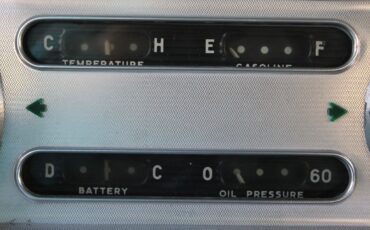 C H E F
TEMPERATURE GASOLINE
D C O 60
BATTERY OIL PRESSURE